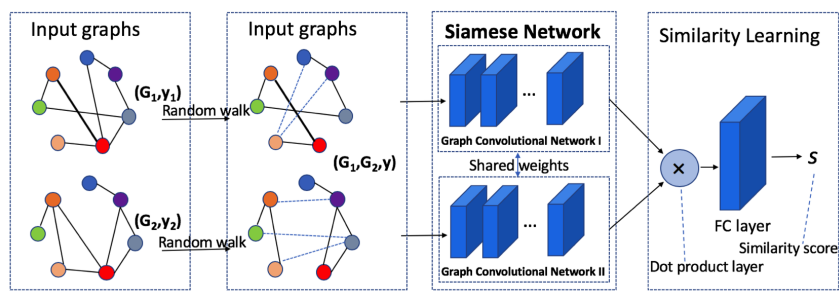 Input graphs
(G1,y1)
Random walk
(G2,y2)
Random walk
Input graphs
(G1,G2,y)
Siamese Network
...
Graph Convolutional Network I
Shared weights
...
Graph Convolutional Network II
Similarity Learning
×
FC layer
S
Similarity score
Dot product layer